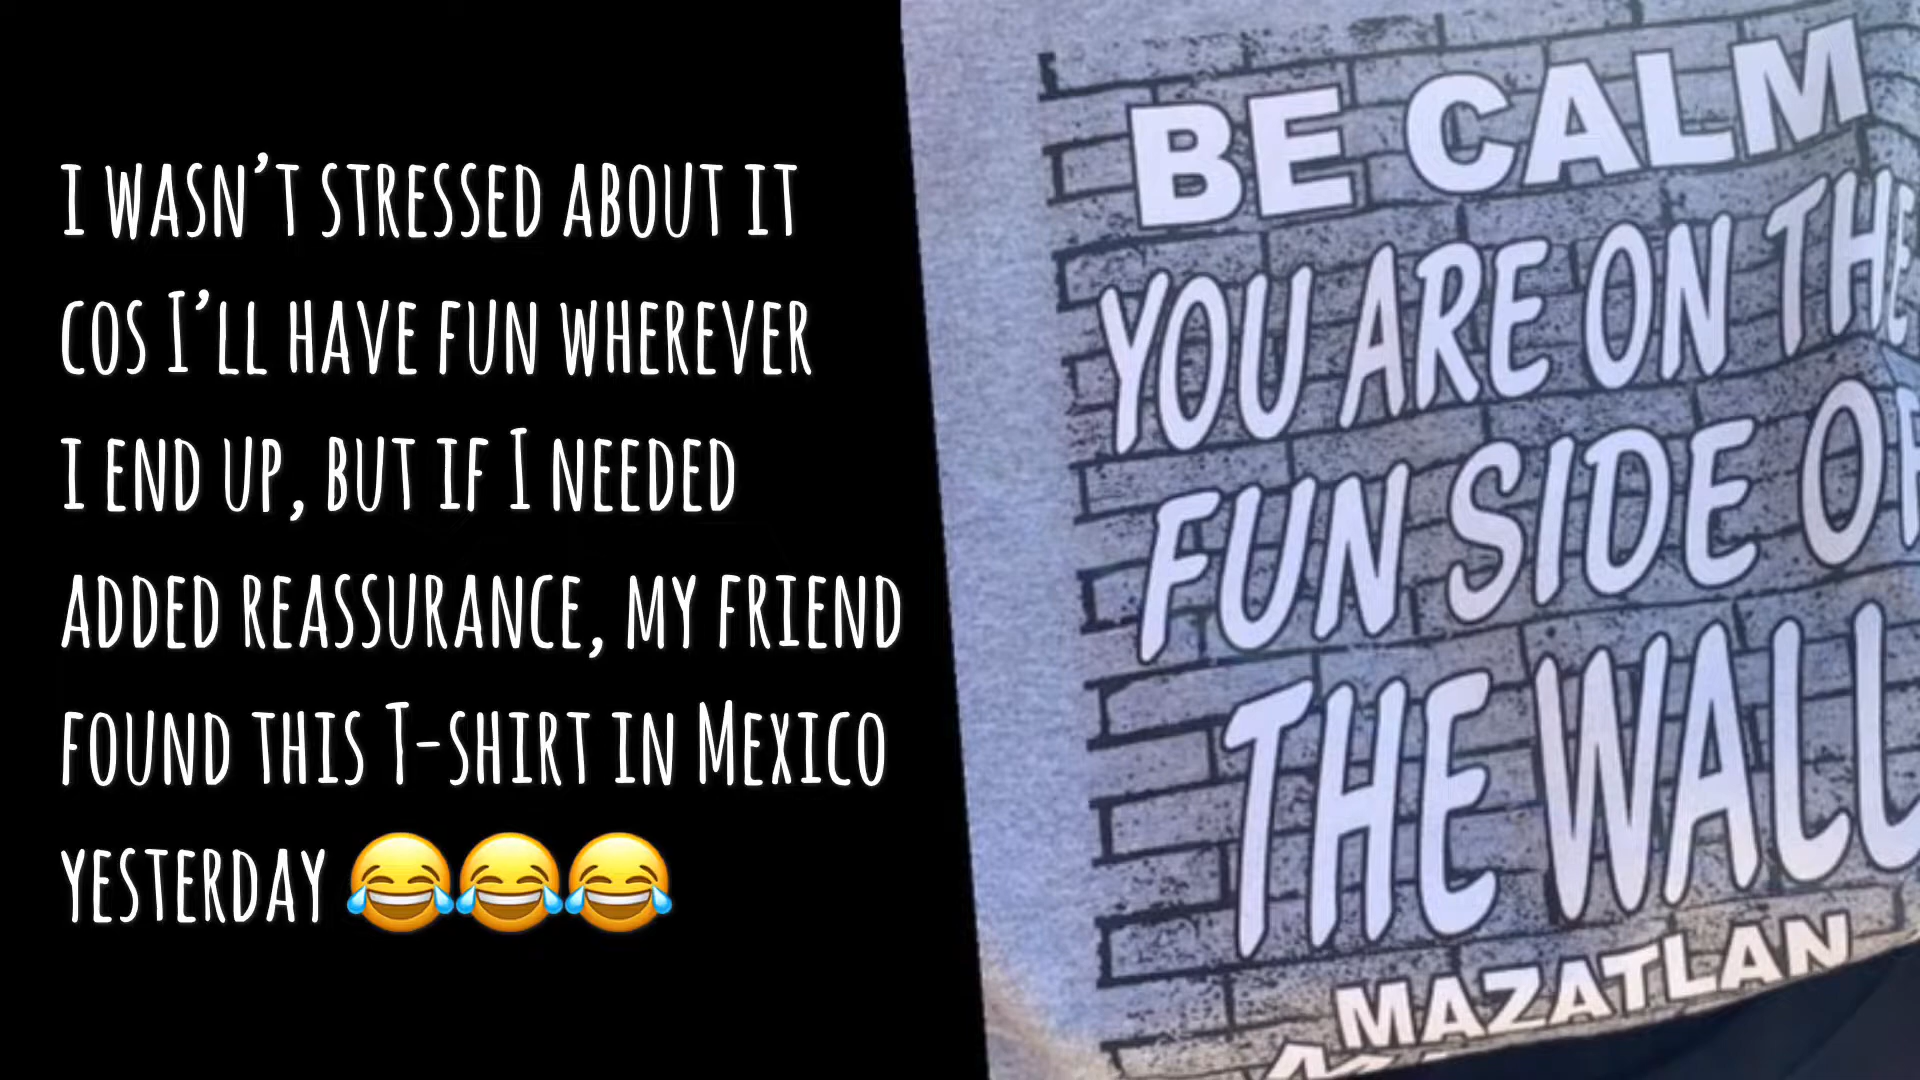 I WASN’T STRESSED ABOUT IT
COS I’LL HAVE FUN WHEREVER
I END UP, BUT IF I NEEDED
ADDED REASSURANCE, MY FRIEND
FOUND THIS T-SHIRT IN MEXICO
YESTERDAY 😂😂😂
BE CALM
YOU ARE ON THE
FUN SIDE OF
THE WALL
MAZATLAN